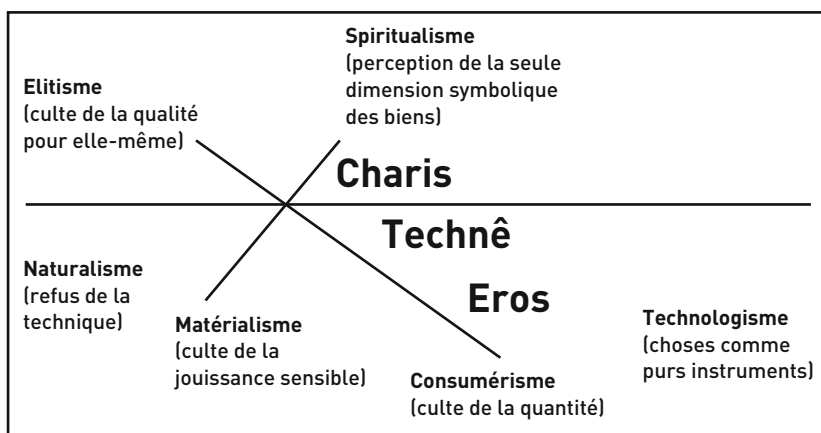 Spiritualisme
(perception de la seule
dimension symbolique
des biens)
Elitisme
(culte de la qualité
pour elle-même)
Charis
Technê
Eros
Naturalisme
(refus de la
technique)
Matérialisme
(culte de la
jouissance sensible)
Consumérisme
(culte de la quantité)
Technologisme
(choses comme
purs instruments)